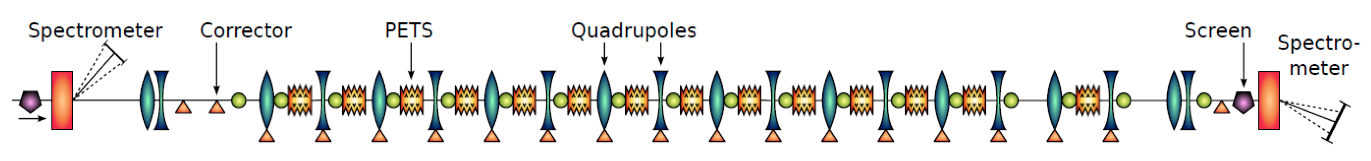 Spectrometer
Corrector
PETS
Quadrupoles
Screen
Spectro-
meter